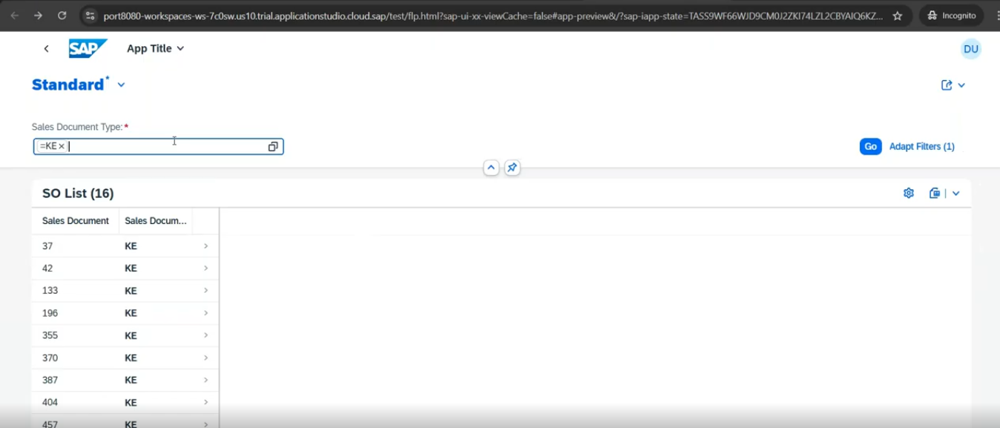 port8080-workspaces-ws-7c0sw.us10.trial.applicationstudio.cloud.sap/test/flp.html?sap-ui-xx-viewCache=false#app-preview&/?sap-iapp-state=TASS9WF66WJD9CM0J2ZKI74LZL2CBYAIQ6KZ... Incognito
SAP App Title DU
Standard*
Sales Document Type:*
=KE× Go Adapt Filters (1)
SO List (16)
Sales Document Sales Docum...
37 KE
42 KE
133 KE
196 KE
355 KE
370 KE
387 KE
404 KE
457 KE